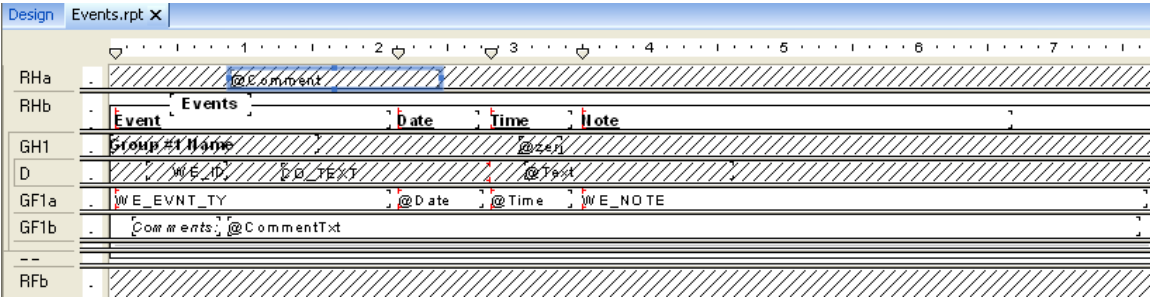 Design Events.rpt X
1 2 3 4 5 6 7
RHa @Comment
RHb Events
Event Date Time Note
GH1 Group #1 Name @zero
D WE_ID CO_TEXT @Text
GF1a WE_EVNT_TY @Date @Time WE_NOTE
GF1b Comments: @CommentTxt
RFb